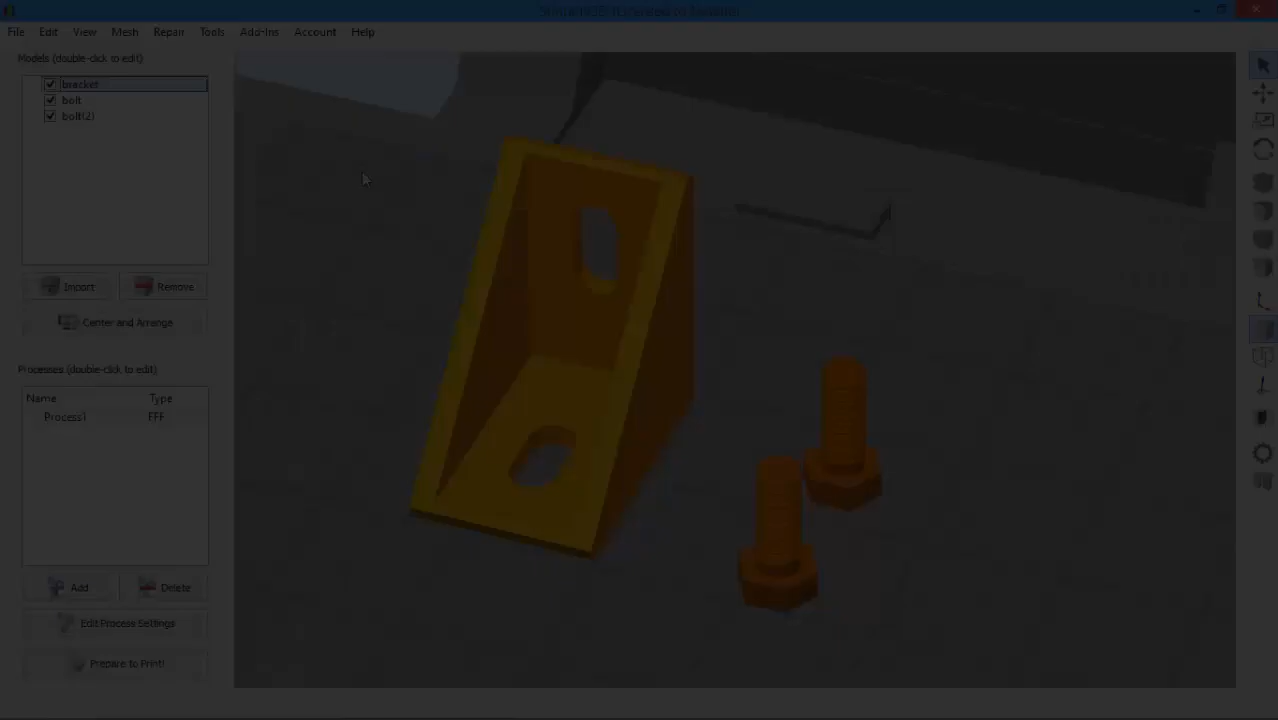 File Edit View Mesh Repair Tools Add-Ins Account Help
Models (double-click to edit)
bracket
bolt
bolt(2)
Import Remove
Center and Arrange
Processes (double-click to edit)
Name Type
Process1 FFF
Add Delete
Edit Process Settings
Prepare to Print!